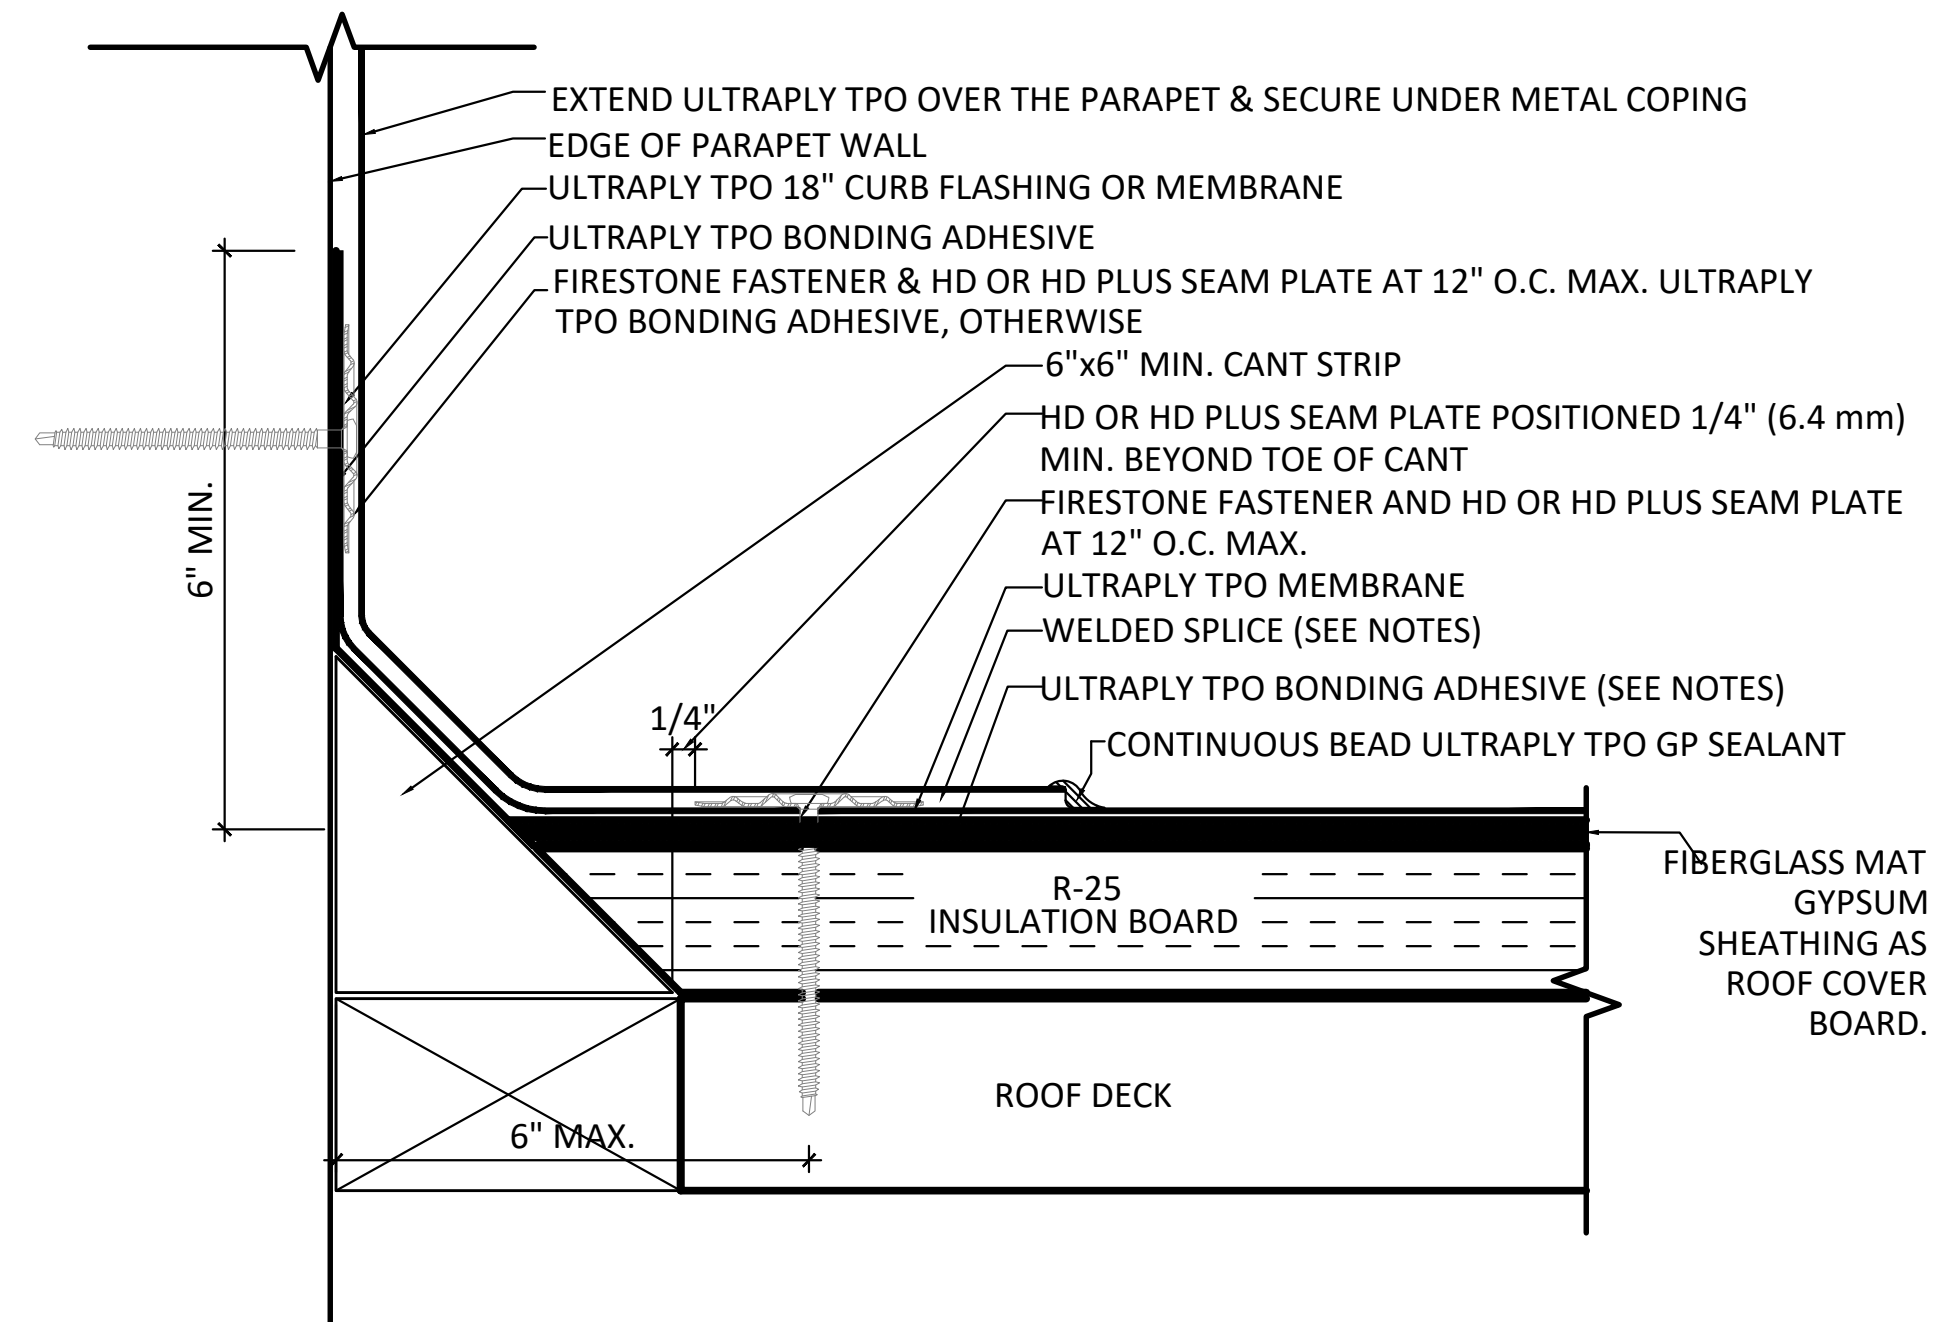 EXTEND ULTRAPLY TPO OVER THE PARAPET & SECURE UNDER METAL COPING
EDGE OF PARAPET WALL
ULTRAPLY TPO 18" CURB FLASHING OR MEMBRANE
ULTRAPLY TPO BONDING ADHESIVE
FIRESTONE FASTENER & HD OR HD PLUS SEAM PLATE AT 12" O.C. MAX. ULTRAPLY
TPO BONDING ADHESIVE, OTHERWISE
6"x6" MIN. CANT STRIP
HD OR HD PLUS SEAM PLATE POSITIONED 1/4" (6.4 mm)
MIN. BEYOND TOE OF CANT
FIRESTONE FASTENER AND HD OR HD PLUS SEAM PLATE
AT 12" O.C. MAX.
ULTRAPLY TPO MEMBRANE
WELDED SPLICE (SEE NOTES)
ULTRAPLY TPO BONDING ADHESIVE (SEE NOTES)
CONTINUOUS BEAD ULTRAPLY TPO GP SEALANT
6" MIN.
1/4"
FIBERGLASS MAT
GYPSUM
SHEATHING AS
ROOF COVER
BOARD.
R-25
INSULATION BOARD
ROOF DECK
6" MAX.